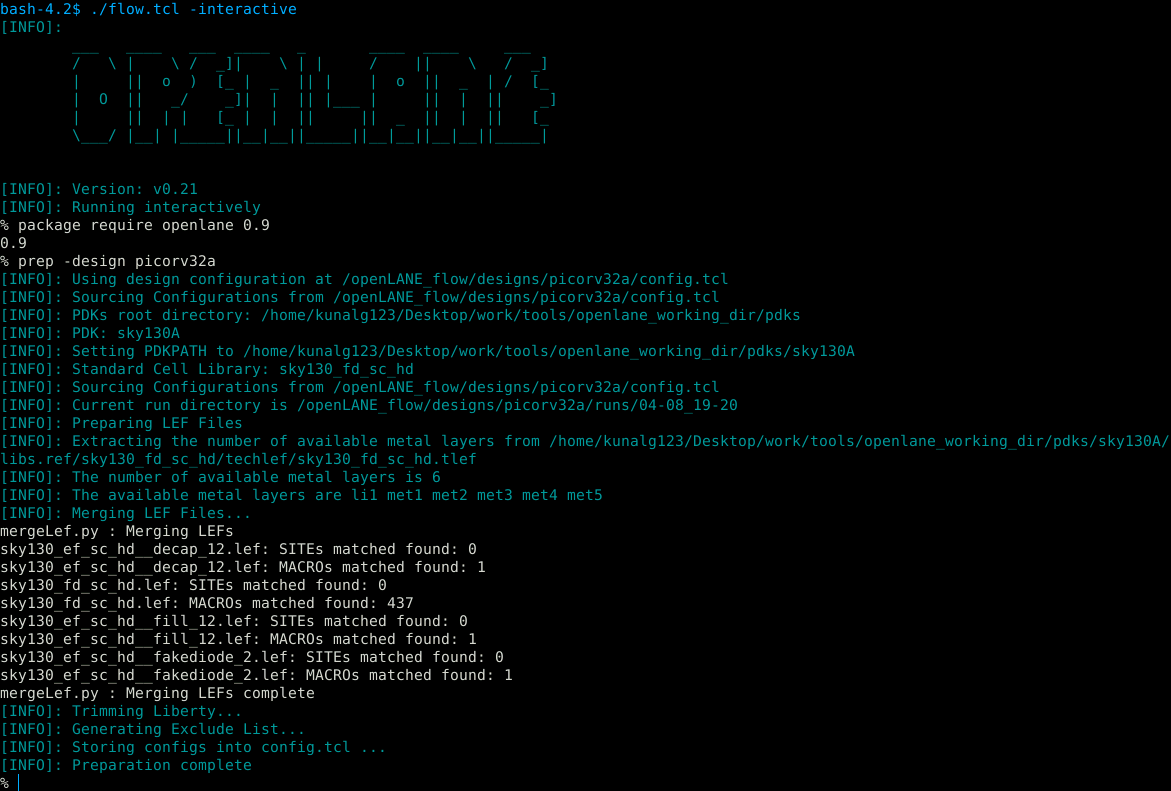 bash-4.2$ ./flow.tcl -interactive
[INFO]:
OPENLANE
[INFO]: Version: v0.21
[INFO]: Running interactively
% package require openlane 0.9
0.9
% prep -design picorv32a
[INFO]: Using design configuration at /openLANE_flow/designs/picorv32a/config.tcl
[INFO]: Sourcing Configurations from /openLANE_flow/designs/picorv32a/config.tcl
[INFO]: PDKs root directory: /home/kunalg123/Desktop/work/tools/openlane_working_dir/pdks
[INFO]: PDK: sky130A
[INFO]: Setting PDKPATH to /home/kunalg123/Desktop/work/tools/openlane_working_dir/pdks/sky130A
[INFO]: Standard Cell Library: sky130_fd_sc_hd
[INFO]: Sourcing Configurations from /openLANE_flow/designs/picorv32a/config.tcl
[INFO]: Current run directory is /openLANE_flow/designs/picorv32a/runs/04-08_19-20
[INFO]: Preparing LEF Files
[INFO]: Extracting the number of available metal layers from /home/kunalg123/Desktop/work/tools/openlane_working_dir/pdks/sky130A/
libs.ref/sky130_fd_sc_hd/techlef/sky130_fd_sc_hd.tlef
[INFO]: The number of available metal layers is 6
[INFO]: The available metal layers are li1 met1 met2 met3 met4 met5
[INFO]: Merging LEF Files...
mergeLef.py : Merging LEFs
sky130_ef_sc_hd__decap_12.lef: SITEs matched found: 0
sky130_ef_sc_hd__decap_12.lef: MACROs matched found: 1
sky130_fd_sc_hd.lef: SITEs matched found: 0
sky130_fd_sc_hd.lef: MACROs matched found: 437
sky130_ef_sc_hd__fill_12.lef: SITEs matched found: 0
sky130_ef_sc_hd__fill_12.lef: MACROs matched found: 1
sky130_ef_sc_hd__fakediode_2.lef: SITEs matched found: 0
sky130_ef_sc_hd__fakediode_2.lef: MACROs matched found: 1
mergeLef.py : Merging LEFs complete
[INFO]: Trimming Liberty...
[INFO]: Generating Exclude List...
[INFO]: Storing configs into config.tcl ...
[INFO]: Preparation complete
%